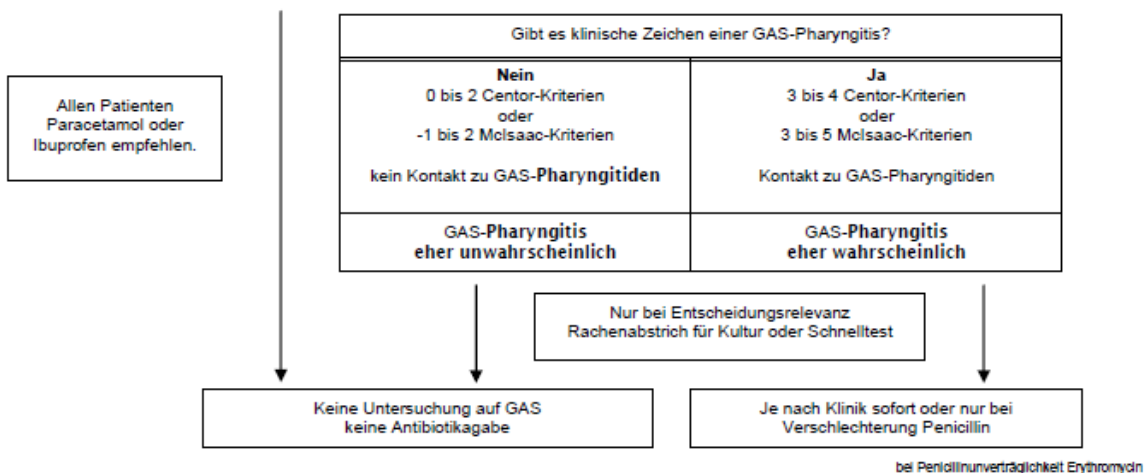 Gibt es klinische Zeichen einer GAS-Pharyngitis?
Allen Patienten
Paracetamol oder
Ibuprofen empfehlen.
Nein
0 bis 2 Centor-Kriterien
oder
-1 bis 2 McIsaac-Kriterien
kein Kontakt zu GAS-Pharyngitiden
Ja
3 bis 4 Centor-Kriterien
oder
3 bis 5 McIsaac-Kriterien
Kontakt zu GAS-Pharyngitiden
GAS-Pharyngitis
eher unwahrscheinlich
GAS-Pharyngitis
eher wahrscheinlich
Nur bei Entscheidungsrelevanz
Rachenabstrich für Kultur oder Schnelltest
Keine Untersuchung auf GAS
keine Antibiotikagabe
Je nach Klinik sofort oder nur bei
Verschlechterung Penicillin
bei Penicillinunverträglichkeit Erythromycin